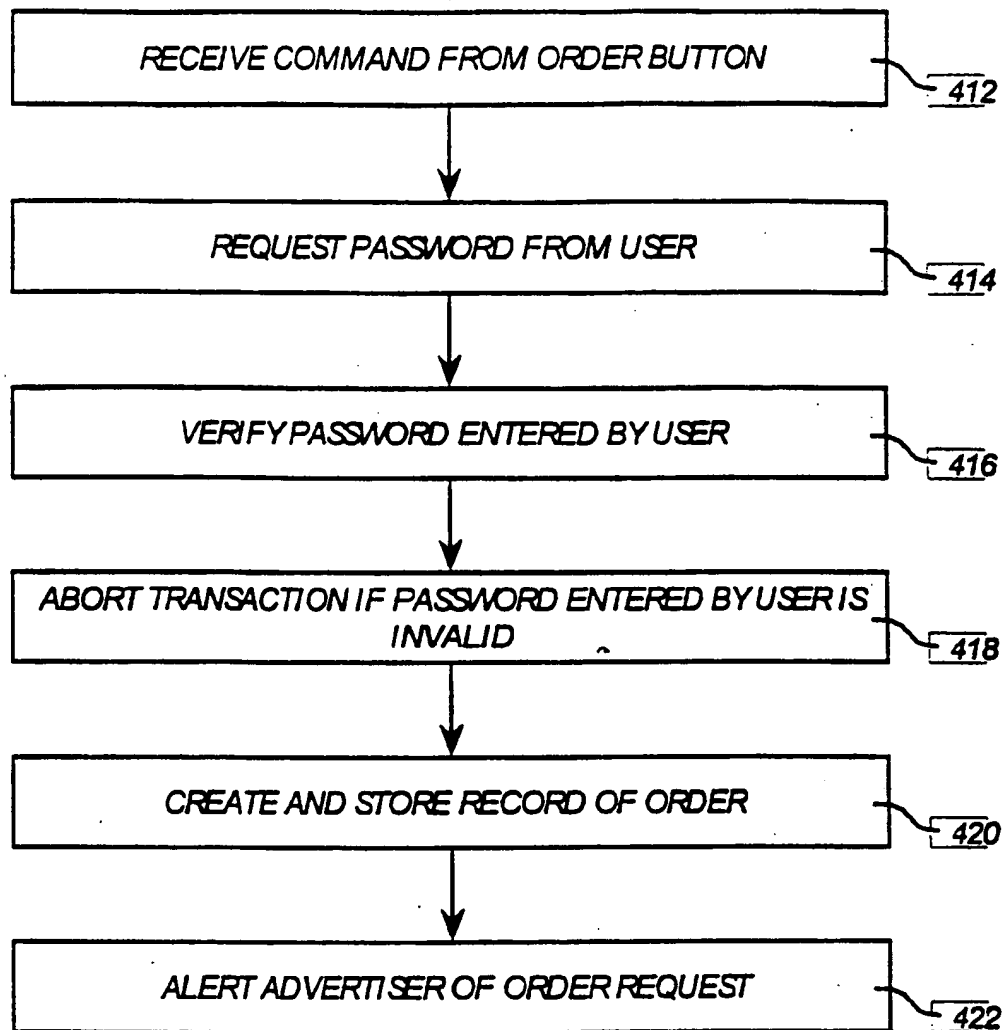 RECEIVE COMMAND FROM ORDER BUTTON
412
REQUEST PASSWORD FROM USER
414
VERIFY PASSWORD ENTERED BY USER
416
ABORT TRANSACTION IF PASSWORD ENTERED BY USER IS
INVALID
418
CREATE AND STORE RECORD OF ORDER
420
ALERT ADVERTISER OF ORDER REQUEST
422